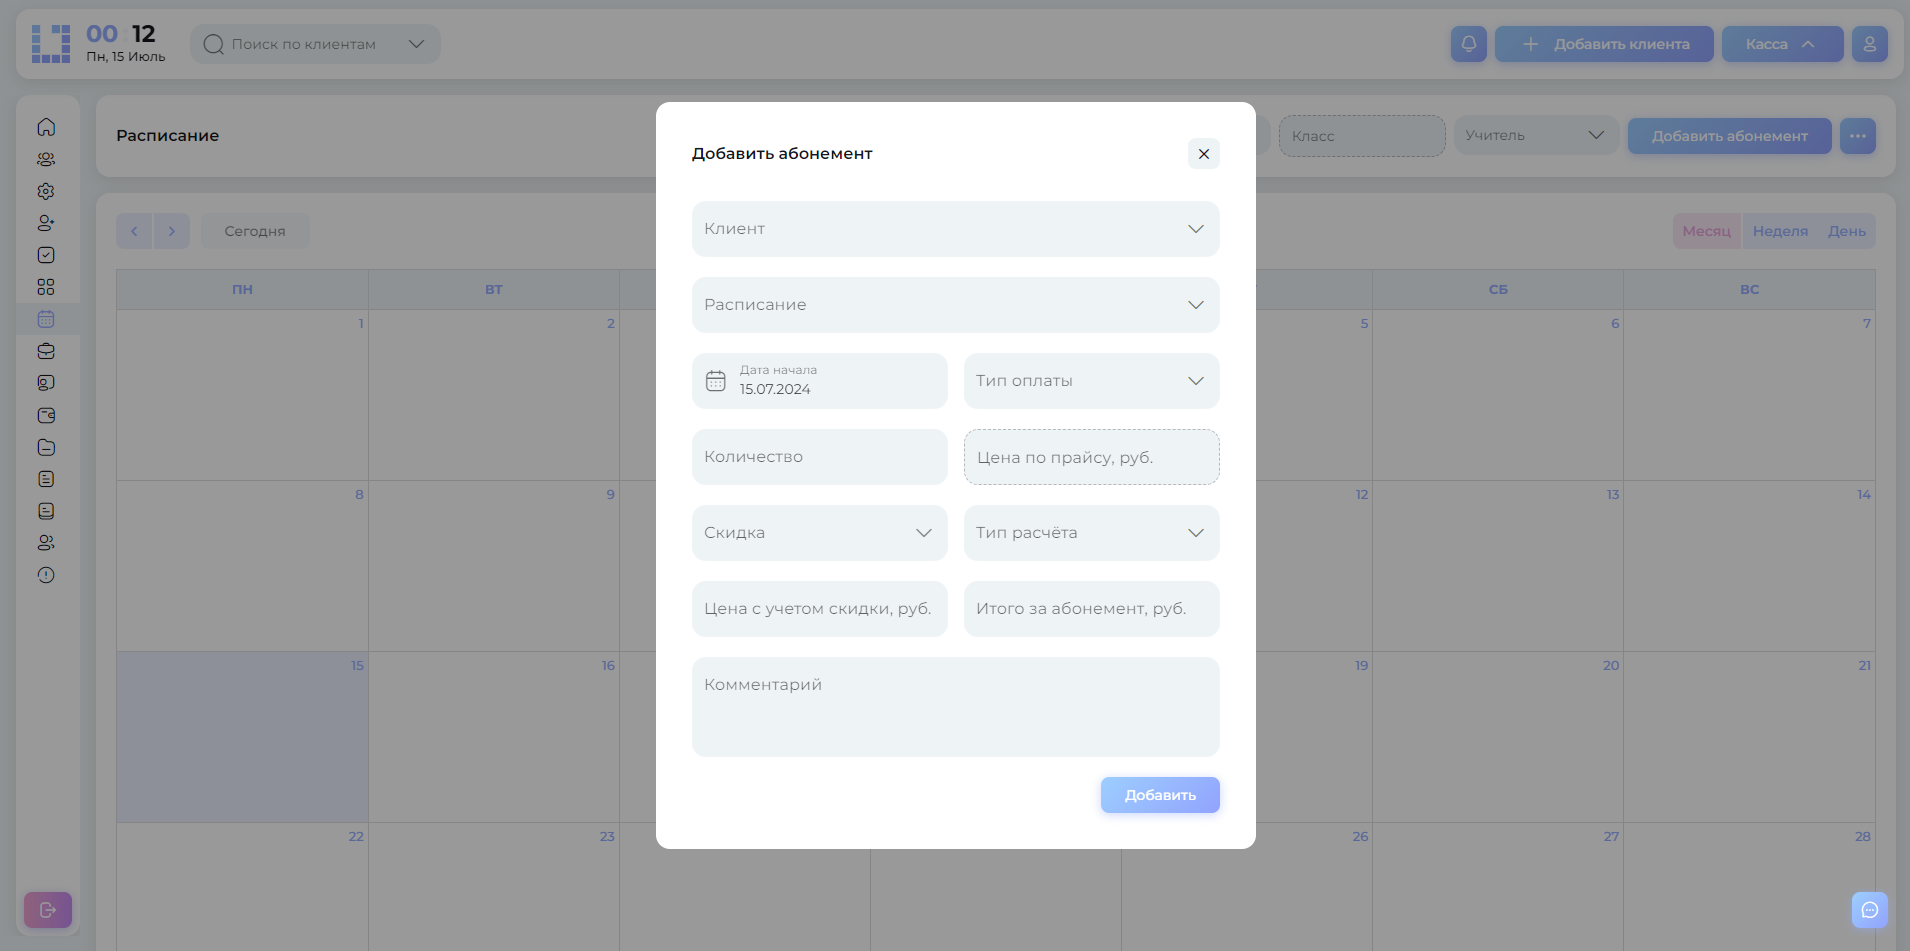 00 12
Пн, 15 Июль
Поиск по клиентам
Добавить клиента
Касса
Расписание
Класс
Учитель
Добавить абонемент
Сегодня
Месяц
Неделя
День
ПН
ВТ
СБ
ВС
1
2
5
6
7
8
9
12
13
14
15
16
19
20
21
22
23
26
27
28
Добавить абонемент
Клиент
Расписание
Дата начала
15.07.2024
Тип оплаты
Количество
Цена по прайсу, руб.
Скидка
Тип расчёта
Цена с учетом скидки, руб.
Итого за абонемент, руб.
Комментарий
Добавить